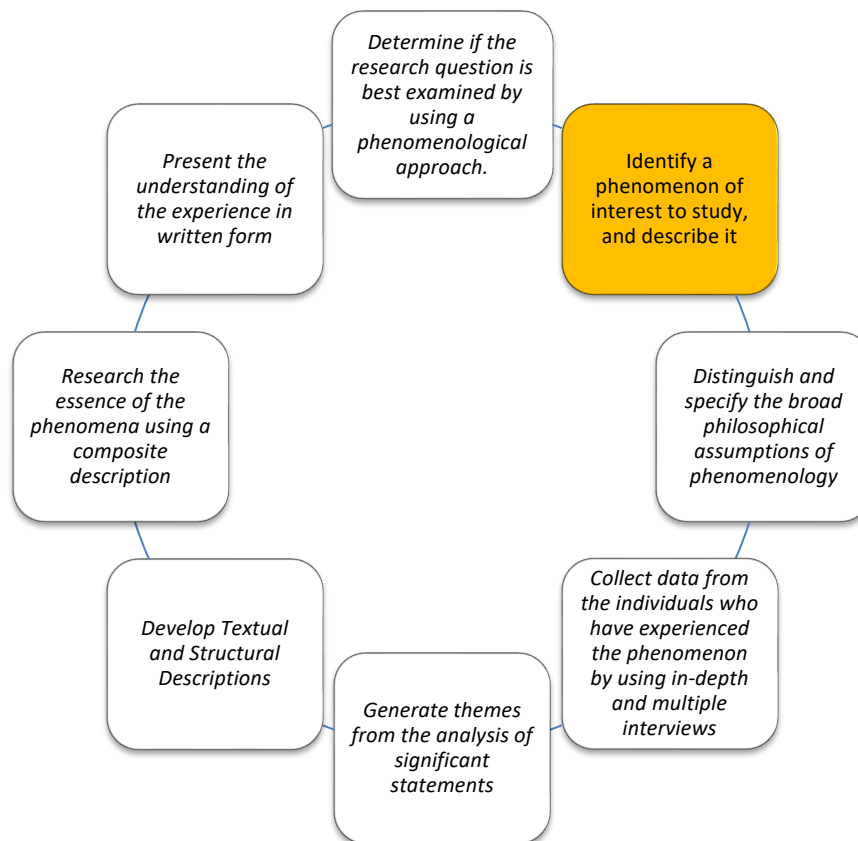 Determine if the
research question is
best examined by
using a
phenomenological
approach.
Identify a
phenomenon of
interest to study,
and describe it
Distinguish and
specify the broad
philosophical
assumptions of
phenomenology
Collect data from
the individuals who
have experienced
the phenomenon
by using in-depth
and multiple
interviews
Generate themes
from the analysis of
significant
statements
Develop Textual
and Structural
Descriptions
Research the
essence of the
phenomena using a
composite
description
Present the
understanding of
the experience in
written form